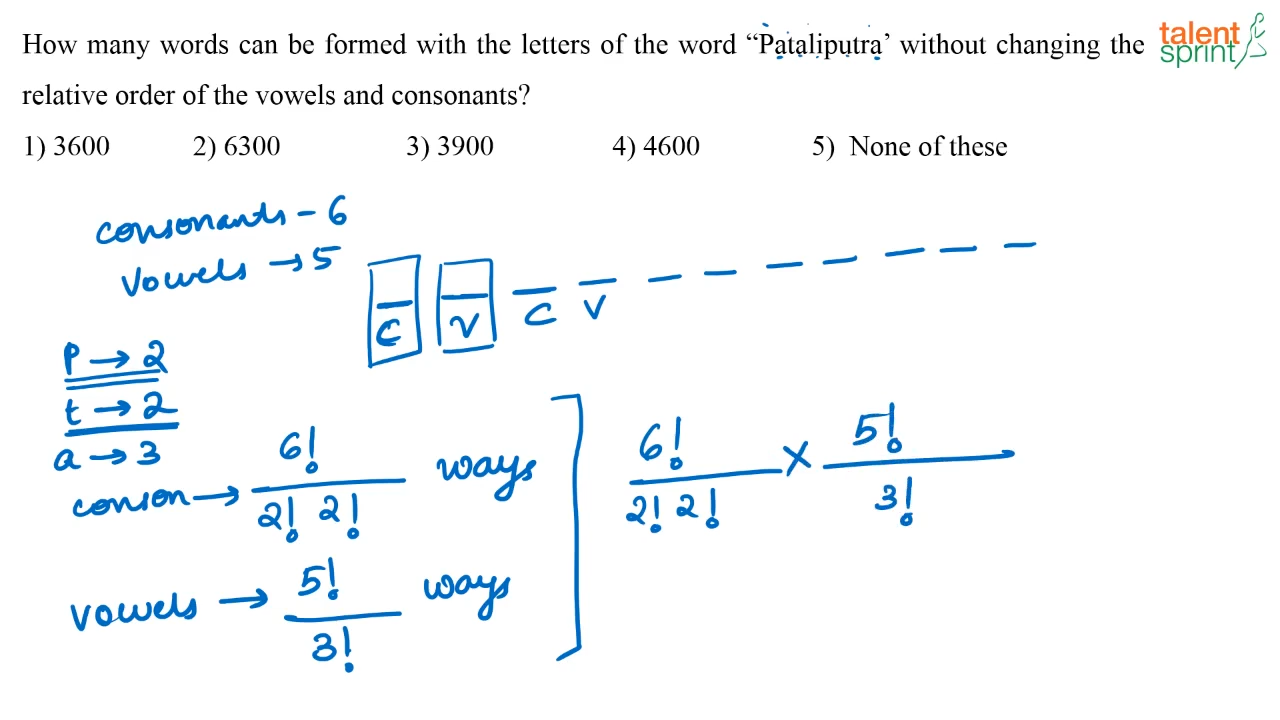 How many words can be formed with the letters of the word “Pataliputra’ without changing the
talent
sprint
relative order of the vowels and consonants?
1) 3600 2) 6300 3) 3900 4) 4600 5) None of these
consonants - 6
vowels → 5
C V C V
P → 2
t → 2
a → 3
conson → 6!/2! 2! ways
vowels → 5!/3! ways
6!/2! 2! × 5!/3!